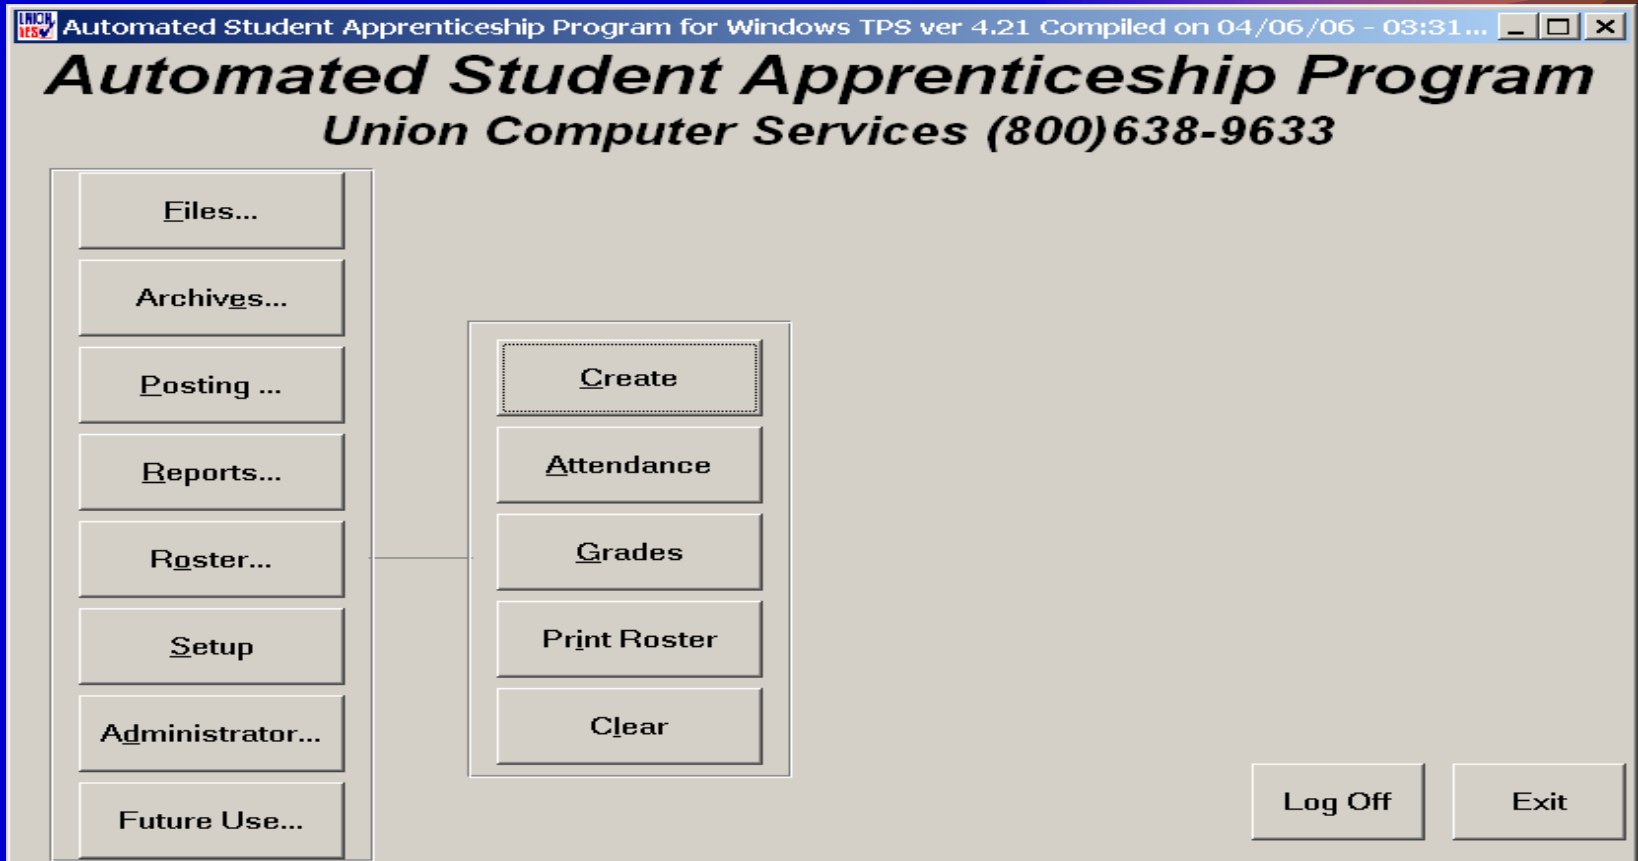 UNION
YES
Automated Student Apprenticeship Program for Windows TPS ver 4.21 Compiled on 04/06/06 - 03:31...
Automated Student Apprenticeship Program
Union Computer Services (800)638-9633
Files...
Archives...
Posting ...
Reports...
Roster...
Setup
Administrator...
Future Use...
Create
Attendance
Grades
Print Roster
Clear
Log Off
Exit